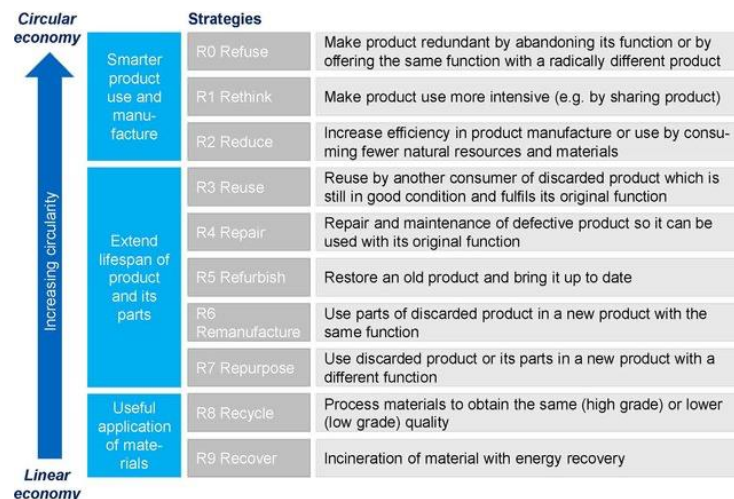 Circular
economy
Strategies
Increasing circularity
Smarter
product
use and
manu-
facture
R0 Refuse
Make product redundant by abandoning its function or by
offering the same function with a radically different product
R1 Rethink
Make product use more intensive (e.g. by sharing product)
R2 Reduce
Increase efficiency in product manufacture or use by consu-
ming fewer natural resources and materials
Extend
lifespan of
product
and its
parts
R3 Reuse
Reuse by another consumer of discarded product which is
still in good condition and fulfils its original function
R4 Repair
Repair and maintenance of defective product so it can be
used with its original function
R5 Refurbish
Restore an old product and bring it up to date
R6
Remanufacture
Use parts of discarded product in a new product with the
same function
R7 Repurpose
Use discarded product or its parts in a new product with a
different function
Useful
application
of mate-
rials
R8 Recycle
Process materials to obtain the same (high grade) or lower
(low grade) quality
R9 Recover
Incineration of material with energy recovery
Linear
economy